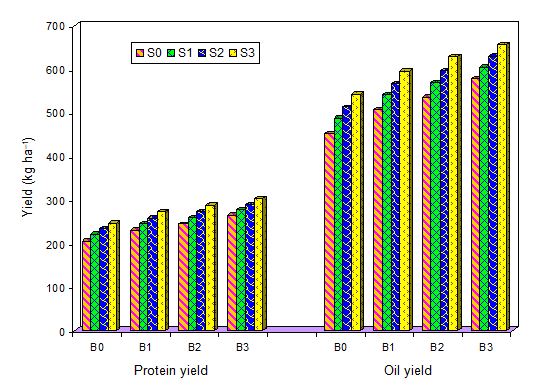 700
600
500
400
300
200
100
0
Yield (kg ha⁻¹)
S0 S1 S2 S3
B0 B1 B2 B3 B0 B1 B2 B3
Protein yield Oil yield